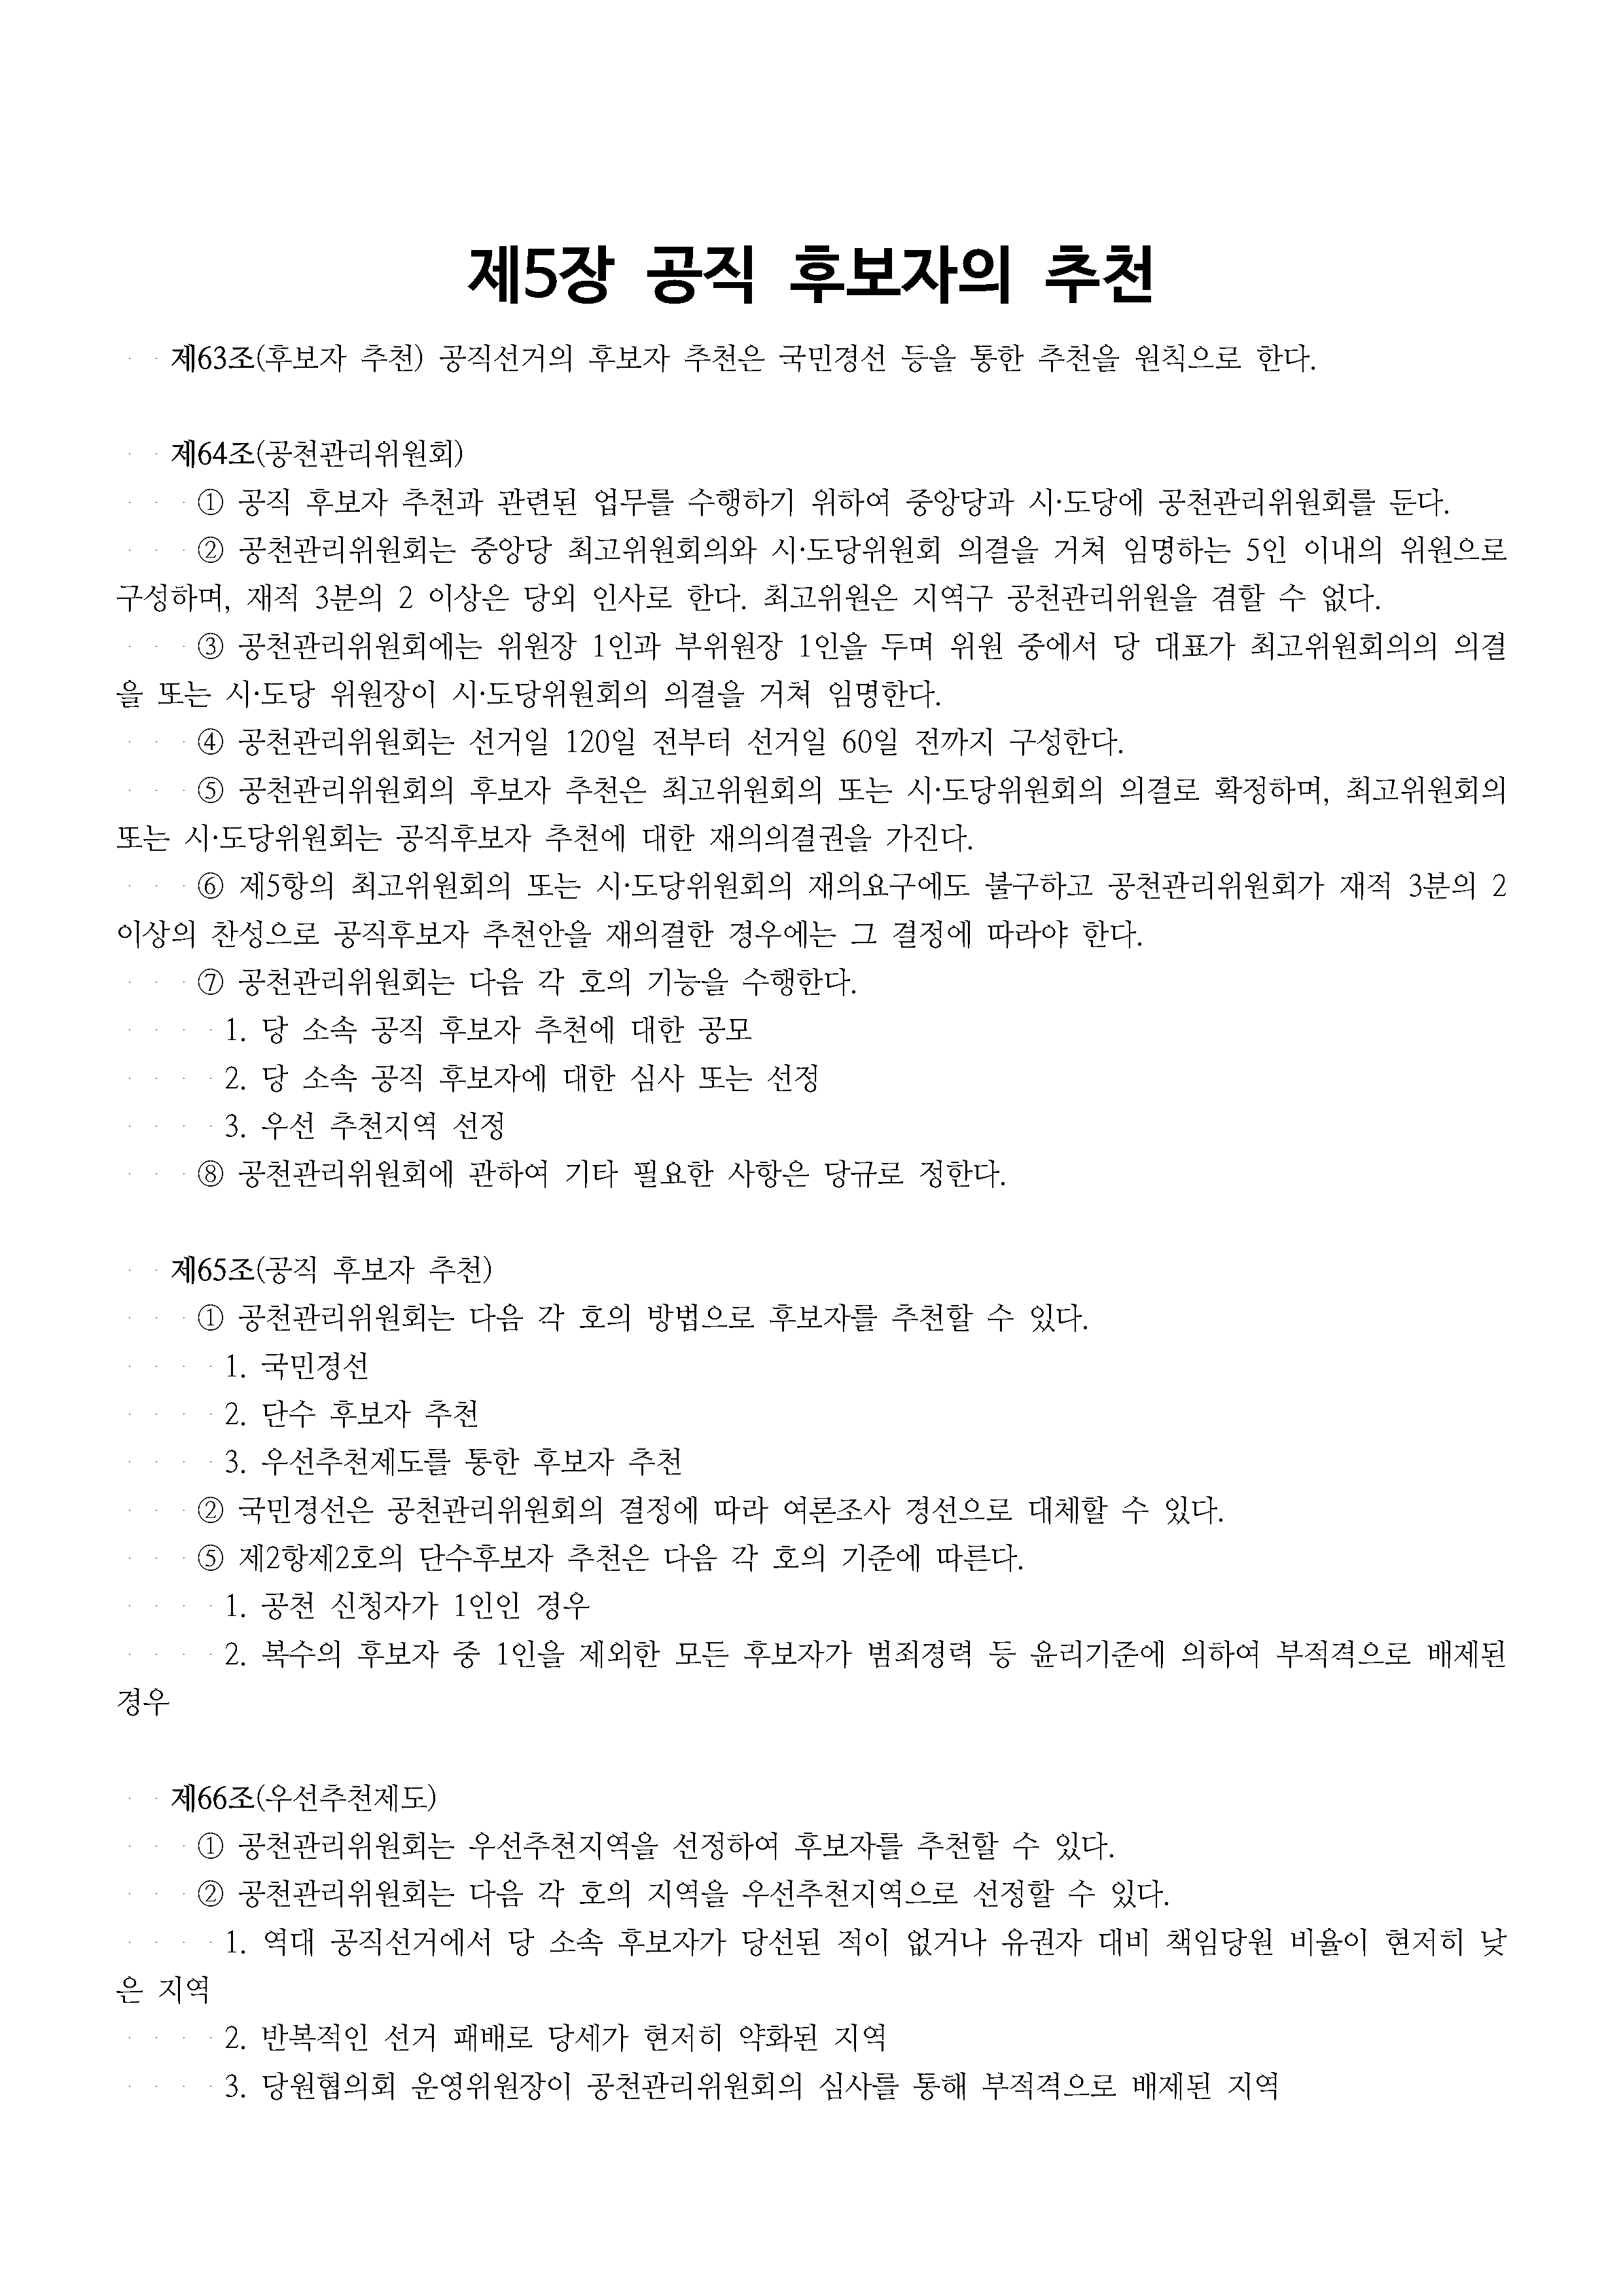 제5장 공직 후보자의 추천
제63조(후보자 추천) 공직선거의 후보자 추천은 국민경선 등을 통한 추천을 원칙으로 한다.
제64조(공천관리위원회)
① 공직 후보자 추천과 관련된 업무를 수행하기 위하여 중앙당과 시·도당에 공천관리위원회를 둔다.
② 공천관리위원회는 중앙당 최고위원회의와 시·도당위원회 의결을 거쳐 임명하는 5인 이내의 위원으로
구성하며, 재적 3분의 2 이상은 당외 인사로 한다. 최고위원은 지역구 공천관리위원을 겸할 수 없다.
③ 공천관리위원회에는 위원장 1인과 부위원장 1인을 두며 위원 중에서 당 대표가 최고위원회의의 의결
을 또는 시·도당 위원장이 시·도당위원회의 의결을 거쳐 임명한다.
④ 공천관리위원회는 선거일 120일 전부터 선거일 60일 전까지 구성한다.
⑤ 공천관리위원회의 후보자 추천은 최고위원회의 또는 시·도당위원회의 의결로 확정하며, 최고위원회의
또는 시·도당위원회는 공직후보자 추천에 대한 재의의결권을 가진다.
⑥ 제5항의 최고위원회의 또는 시·도당위원회의 재의요구에도 불구하고 공천관리위원회가 재적 3분의 2
이상의 찬성으로 공직후보자 추천안을 재의결한 경우에는 그 결정에 따라야 한다.
⑦ 공천관리위원회는 다음 각 호의 기능을 수행한다.
1. 당 소속 공직 후보자 추천에 대한 공모
2. 당 소속 공직 후보자에 대한 심사 또는 선정
3. 우선 추천지역 선정
⑧ 공천관리위원회에 관하여 기타 필요한 사항은 당규로 정한다.
제65조(공직 후보자 추천)
① 공천관리위원회는 다음 각 호의 방법으로 후보자를 추천할 수 있다.
1. 국민경선
2. 단수 후보자 추천
3. 우선추천제도를 통한 후보자 추천
② 국민경선은 공천관리위원회의 결정에 따라 여론조사 경선으로 대체할 수 있다.
⑤ 제2항제2호의 단수후보자 추천은 다음 각 호의 기준에 따른다.
1. 공천 신청자가 1인인 경우
2. 복수의 후보자 중 1인을 제외한 모든 후보자가 범죄경력 등 윤리기준에 의하여 부적격으로 배제된
경우
제66조(우선추천제도)
① 공천관리위원회는 우선추천지역을 선정하여 후보자를 추천할 수 있다.
② 공천관리위원회는 다음 각 호의 지역을 우선추천지역으로 선정할 수 있다.
1. 역대 공직선거에서 당 소속 후보자가 당선된 적이 없거나 유권자 대비 책임당원 비율이 현저히 낮
은 지역
2. 반복적인 선거 패배로 당세가 현저히 약화된 지역
3. 당원협의회 운영위원장이 공천관리위원회의 심사를 통해 부적격으로 배제된 지역